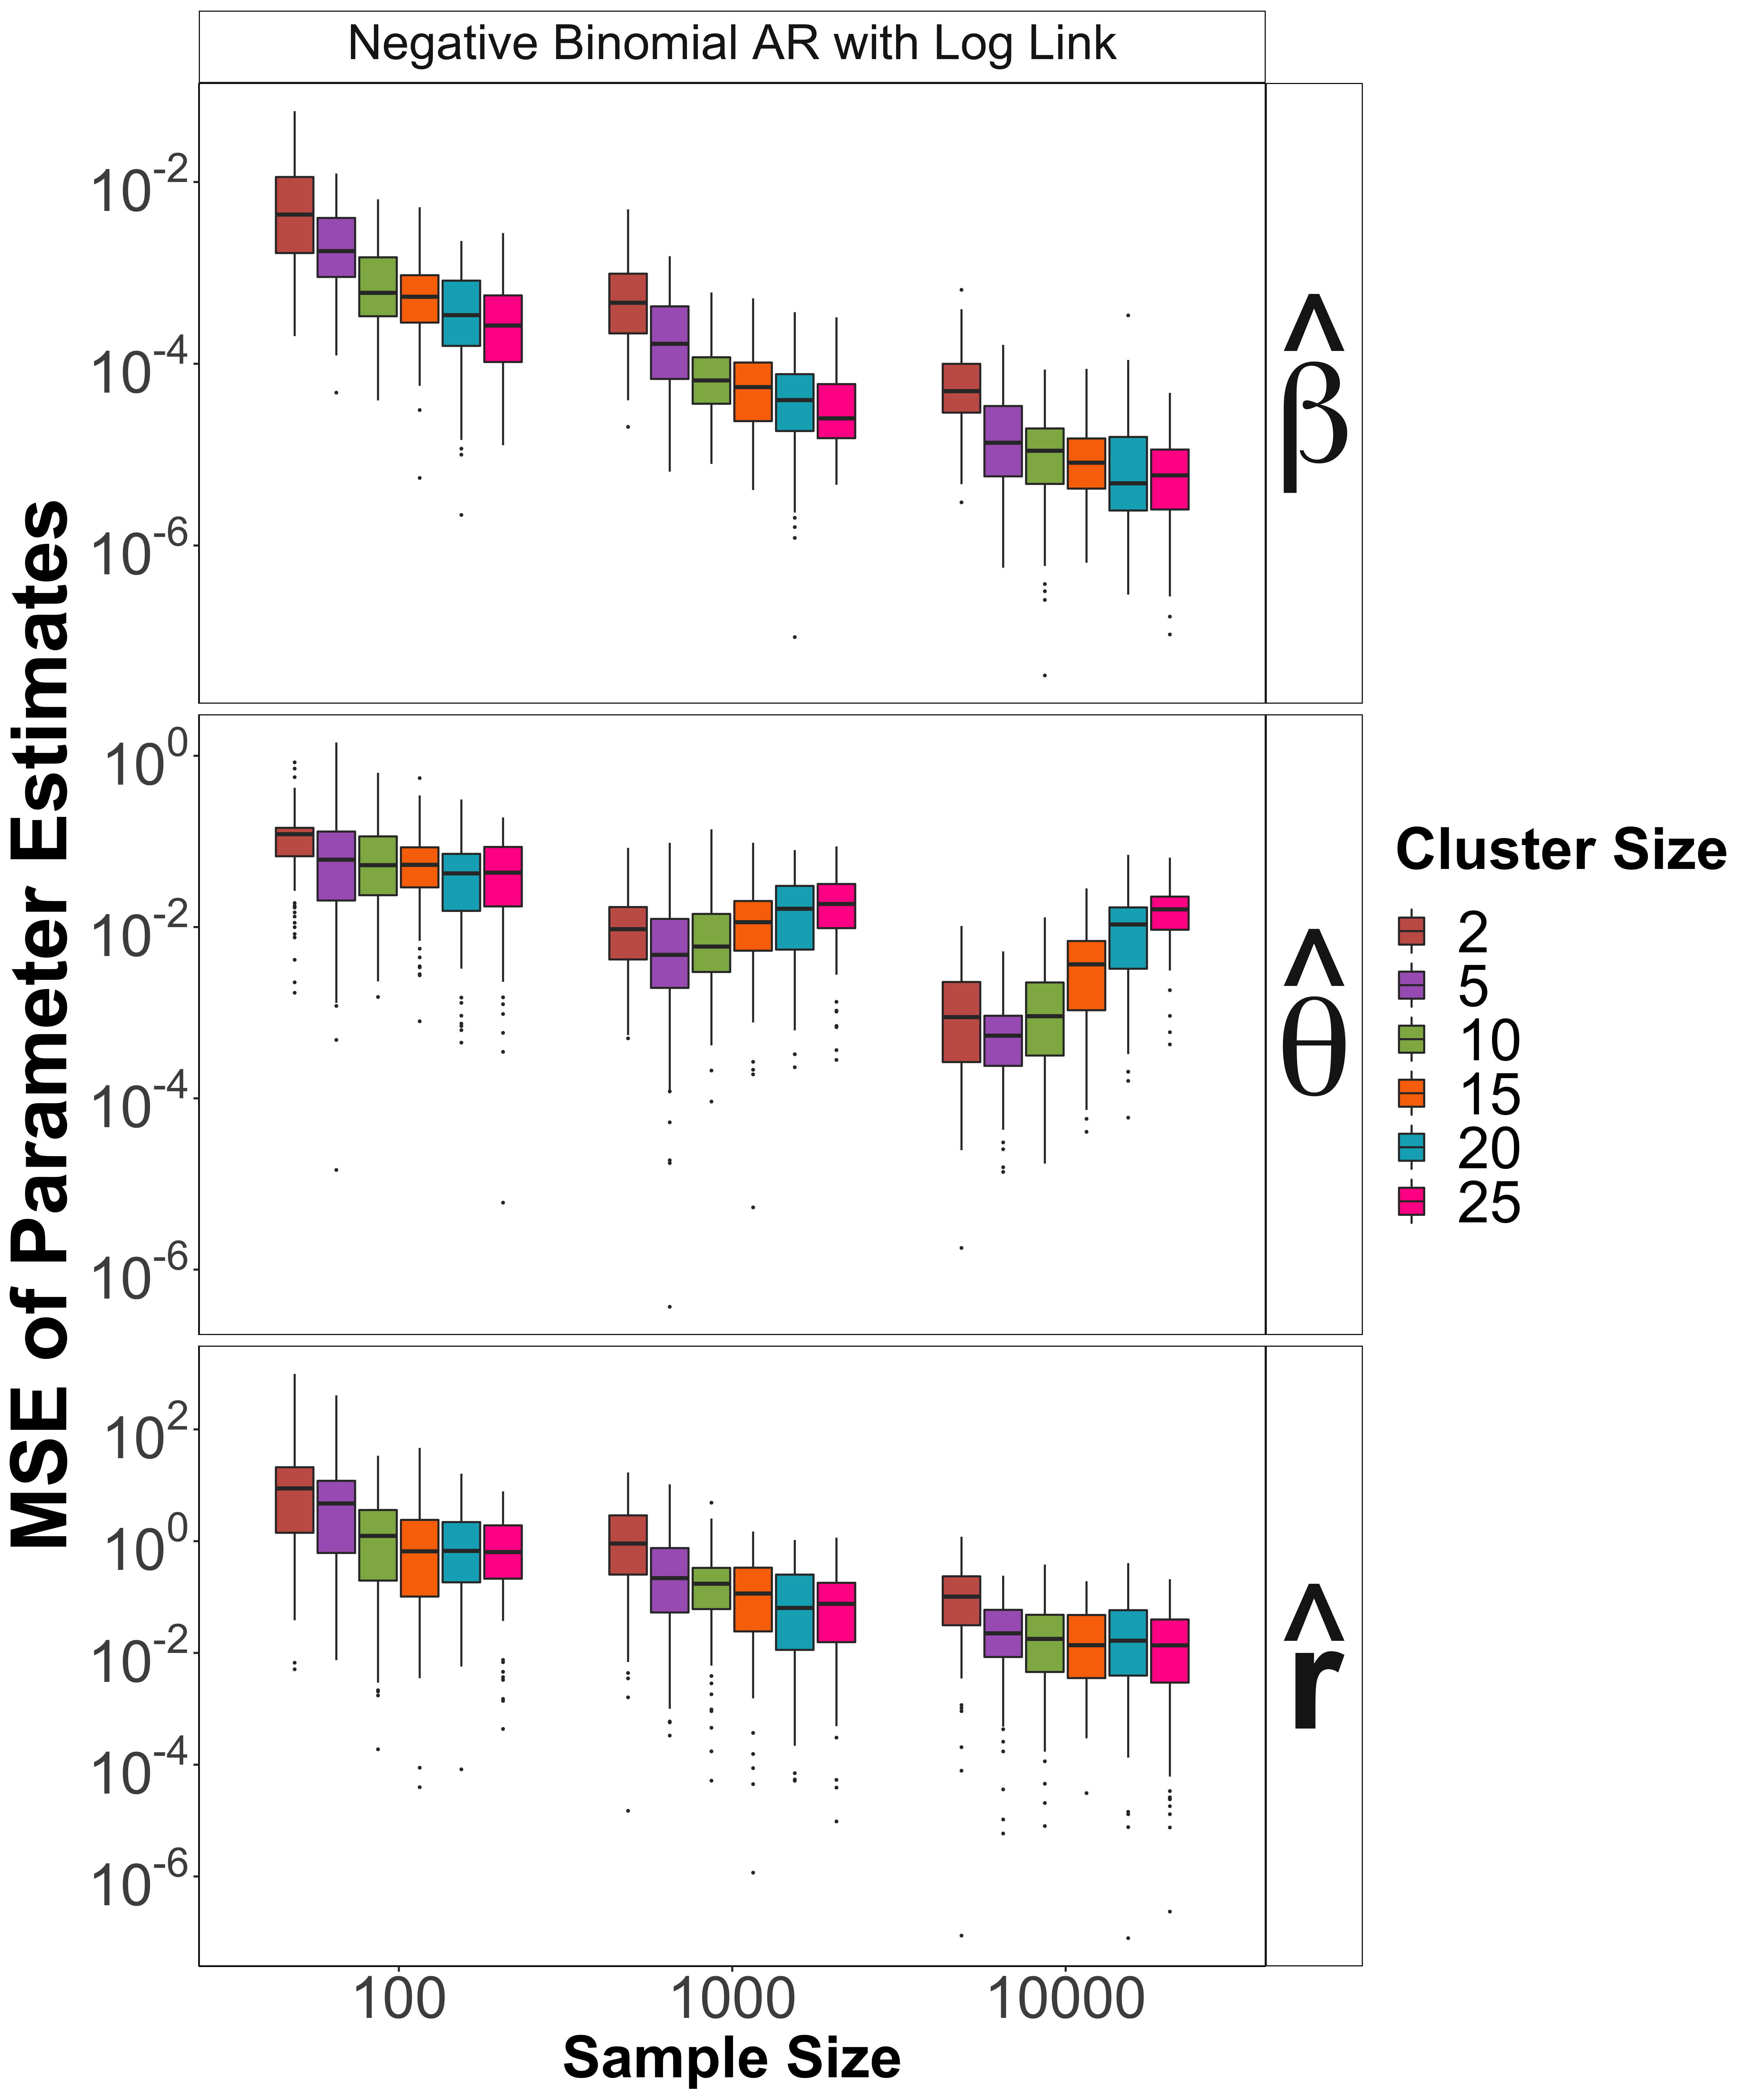 Negative Binomial AR with Log Link
MSE of Parameter Estimates
10^-2
10^-4
10^-6
β̂
10^0
10^-2
10^-4
10^-6
θ̂
10^2
10^0
10^-2
10^-4
10^-6
r̂
100 1000 10000
Sample Size
Cluster Size
2
5
10
15
20
25